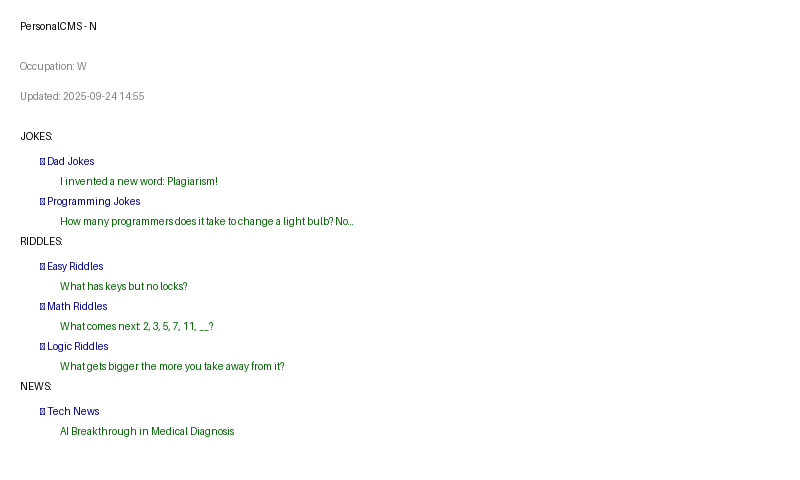 PersonalCMS - N
Occupation: W
Updated: 2025-09-24 14:55
JOKES:
Dad Jokes
I invented a new word: Plagiarism!
Programming Jokes
How many programmers does it take to change a light bulb? No...
RIDDLES:
Easy Riddles
What has keys but no locks?
Math Riddles
What comes next: 2, 3, 5, 7, 11, __?
Logic Riddles
What gets bigger the more you take away from it?
NEWS:
Tech News
AI Breakthrough in Medical Diagnosis